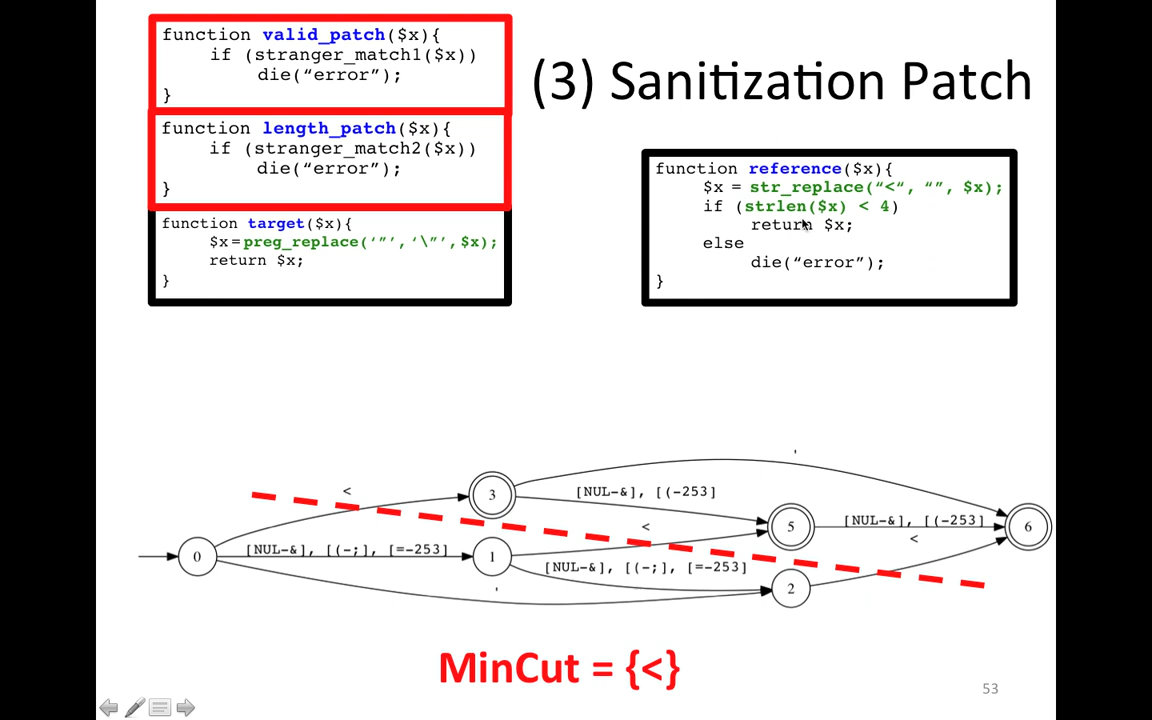 function valid_patch($x){
if (stranger_match1($x))
die(“error”);
}
function length_patch($x){
if (stranger_match2($x))
die(“error”);
}
function target($x){
$x=preg_replace(‘”’,‘\”’,$x);
return $x;
}
(3) Sanitization Patch
function reference($x){
$x = str_replace(“<“, “”, $x);
if (strlen($x) < 4)
return $x;
else
die(“error”);
}
'
<
3
[NUL-&], [(-253]
<
5
[NUL-&], [(-253]
<
6
0
[NUL-&], [(-;], [=-253]
1
[NUL-&], [(-;], [=-253]
'
2
MinCut = {<}
53